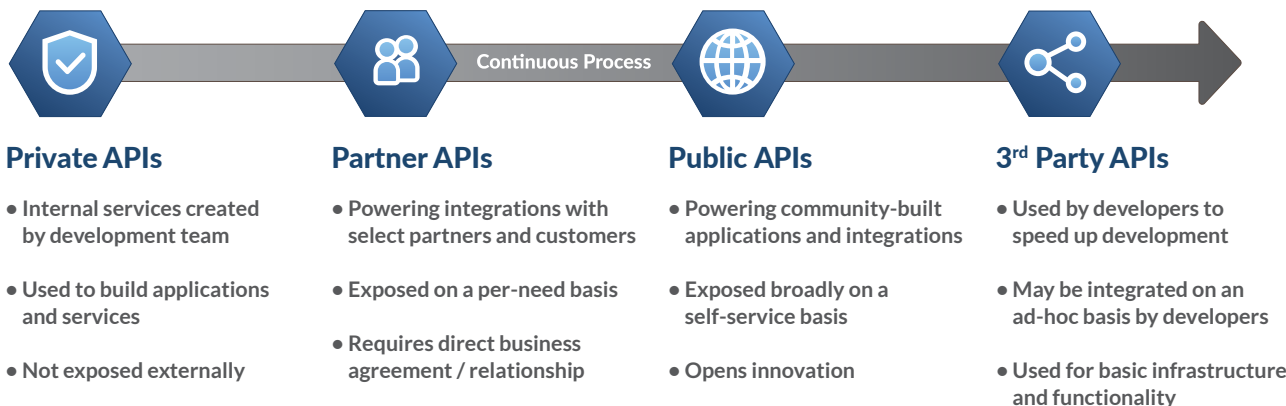 Continuous Process
Private APIs
• Internal services created
by development team
• Used to build applications
and services
• Not exposed externally
Partner APIs
• Powering integrations with
select partners and customers
• Exposed on a per-need basis
• Requires direct business
agreement / relationship
Public APIs
• Powering community-built
applications and integrations
• Exposed broadly on a
self-service basis
• Opens innovation
3rd Party APIs
• Used by developers to
speed up development
• May be integrated on an
ad-hoc basis by developers
• Used for basic infrastructure
and functionality